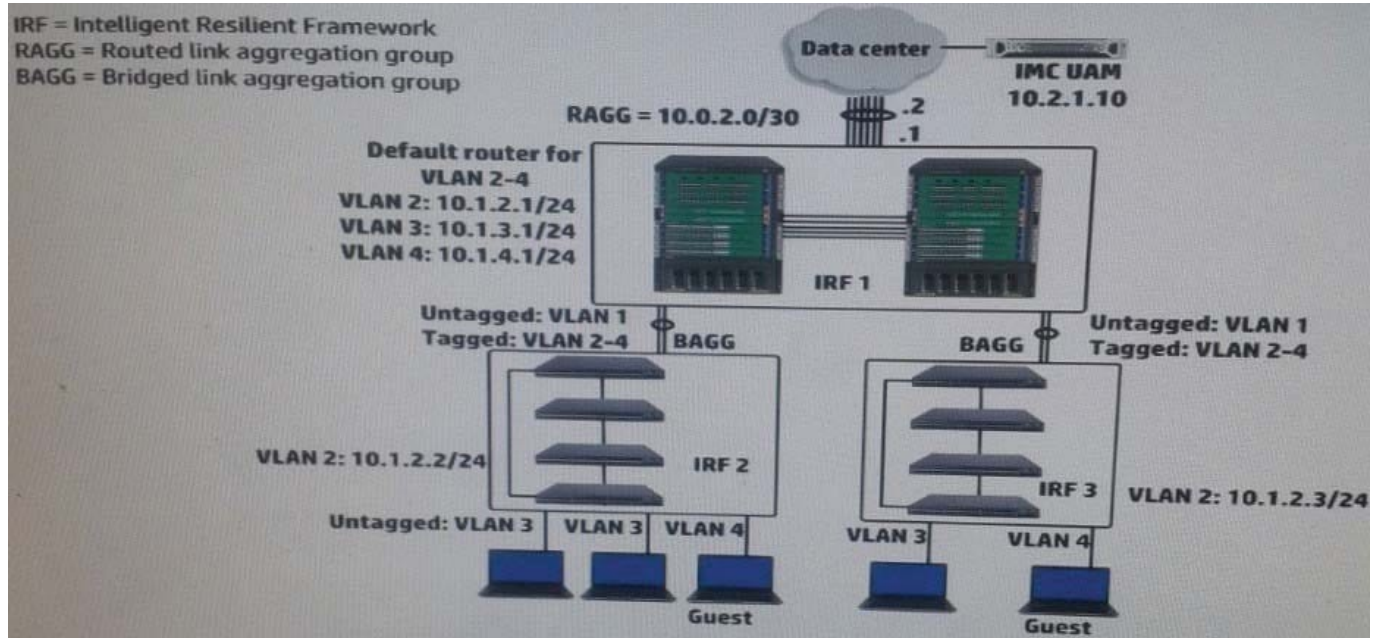 IRF = Intelligent Resilient Framework
RAGG = Routed link aggregation group
BAGG = Bridged link aggregation group
Data center
IMC UAM
10.2.1.10
RAGG = 10.0.2.0/30
.2
.1
Default router for
VLAN 2-4
VLAN 2: 10.1.2.1/24
VLAN 3: 10.1.3.1/24
VLAN 4: 10.1.4.1/24
IRF 1
Untagged: VLAN 1
Tagged: VLAN 2-4
BAGG
BAGG
Untagged: VLAN 1
Tagged: VLAN 2-4
VLAN 2: 10.1.2.2/24
IRF 2
IRF 3
VLAN 2: 10.1.2.3/24
Untagged: VLAN 3
VLAN 3
VLAN 4
VLAN 3
VLAN 4
Guest
Guest